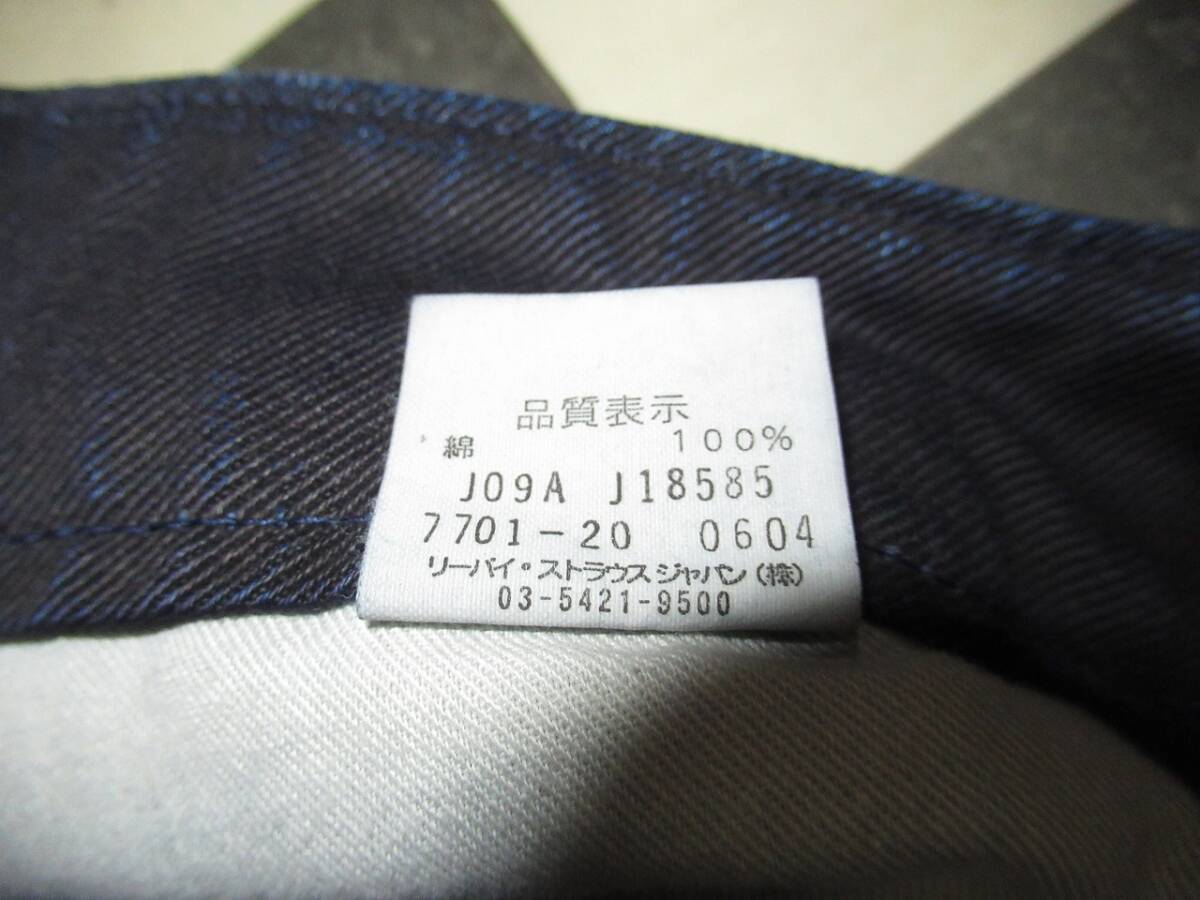 品質表示
綿 100%
J09A J18585
7701-20 0604
リーバイ・ストラウス ジャパン(株)
03-5421-9500